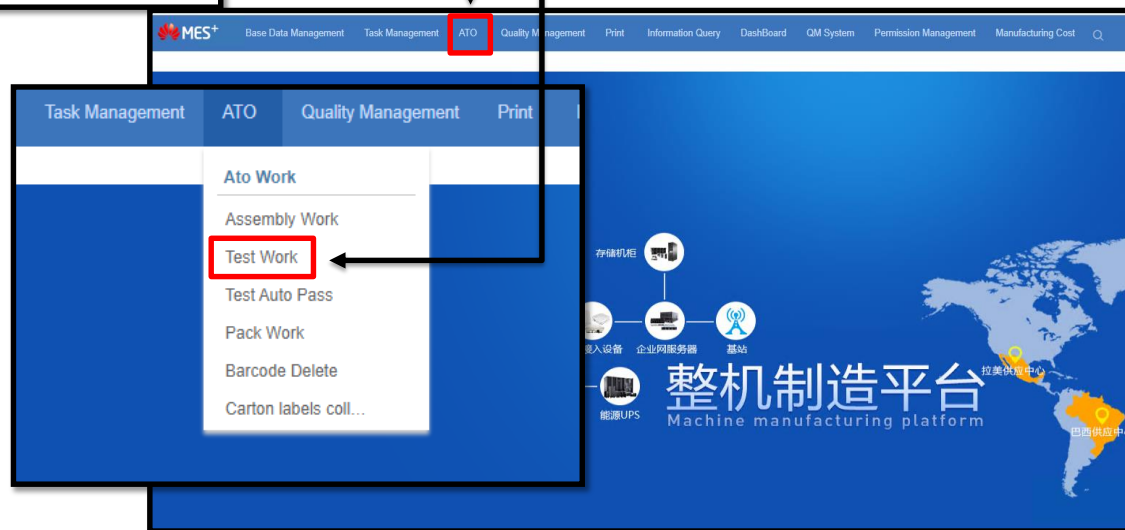 MES+ Base Data Management Task Management ATO Quality M nagement Print Information Query DashBoard QM System Permission Management Manufacturing Cost
Task Management ATO Quality Management Print
Ato Work
Assembly Work
Test Work
Test Auto Pass
Pack Work
Barcode Delete
Carton labels coll...
存储机柜
入设备 企业网服务器 基站
能源UPS
整机制造平台
Machine manufacturing platform
拉美供应中心
巴西供应中